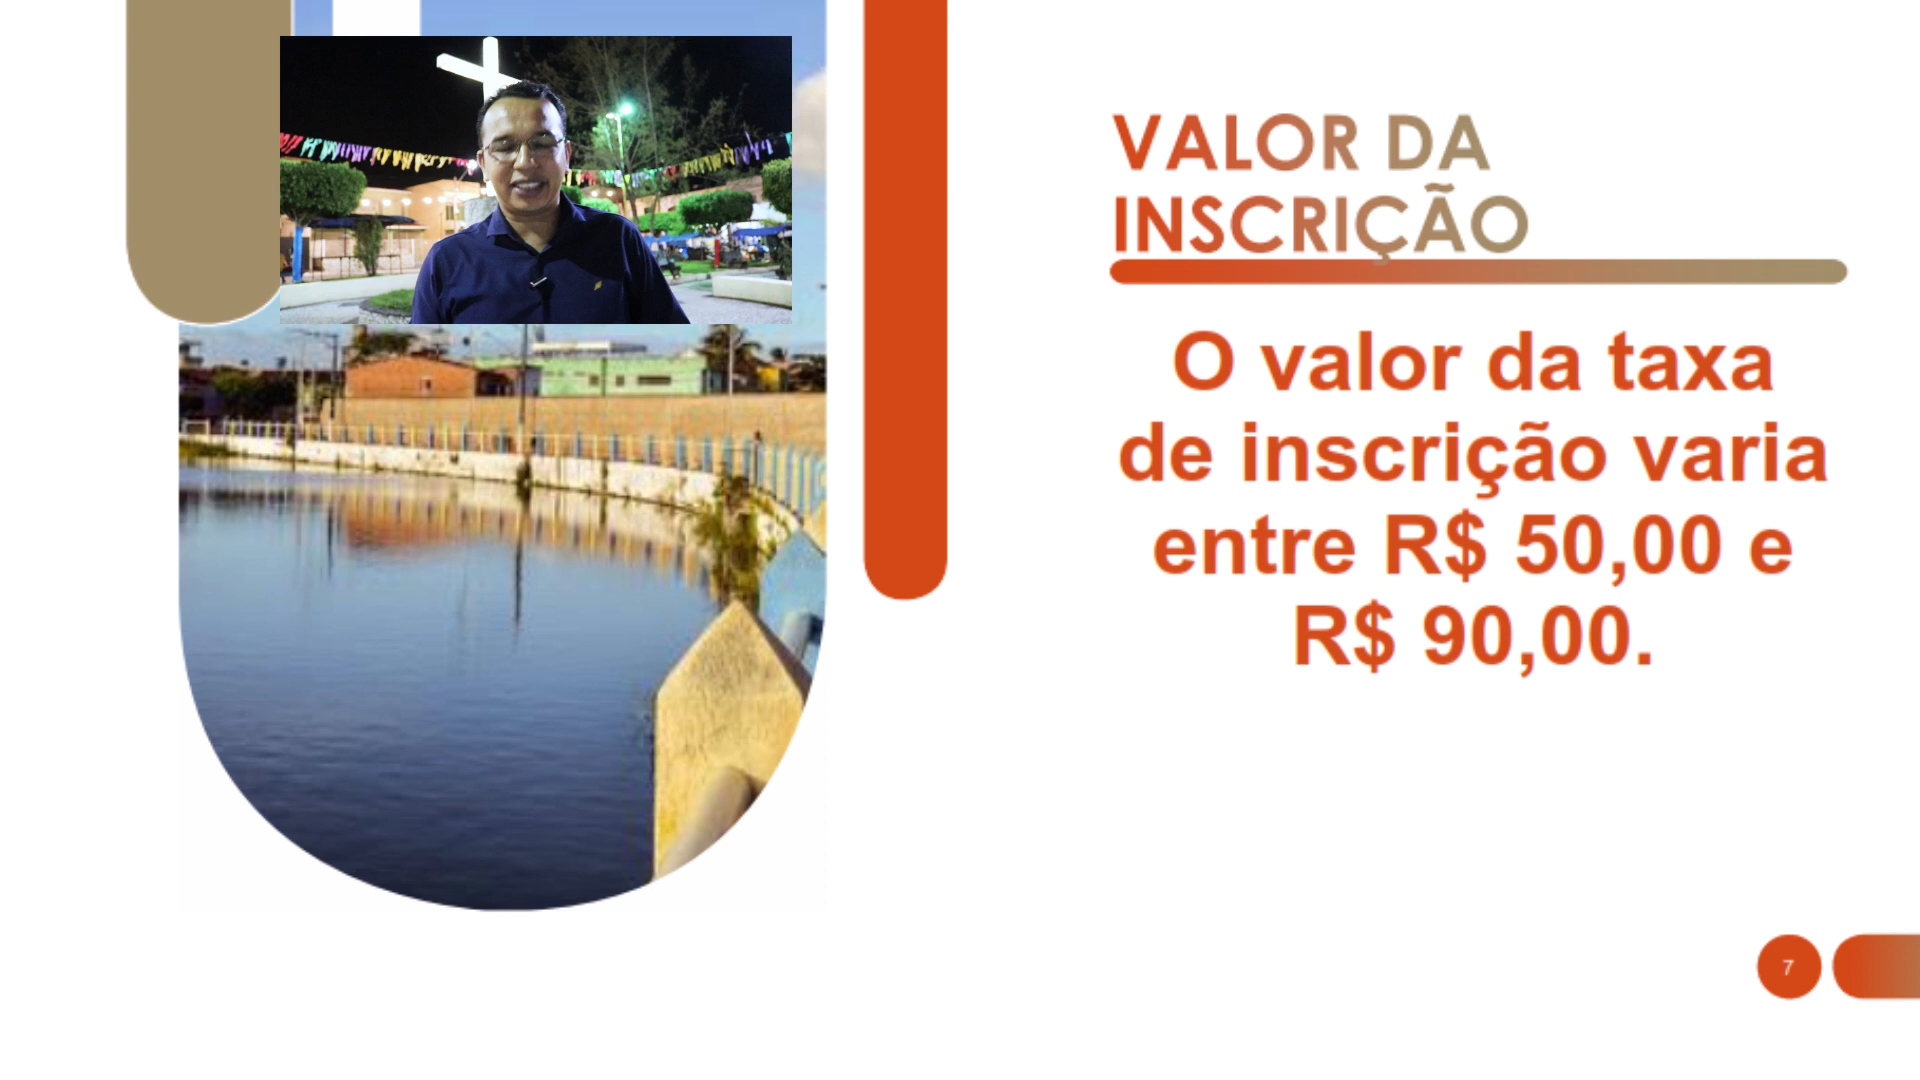 VALOR DA
INSCRIÇÃO
O valor da taxa
de inscrição varia
entre R$ 50,00 e
R$ 90,00.
7